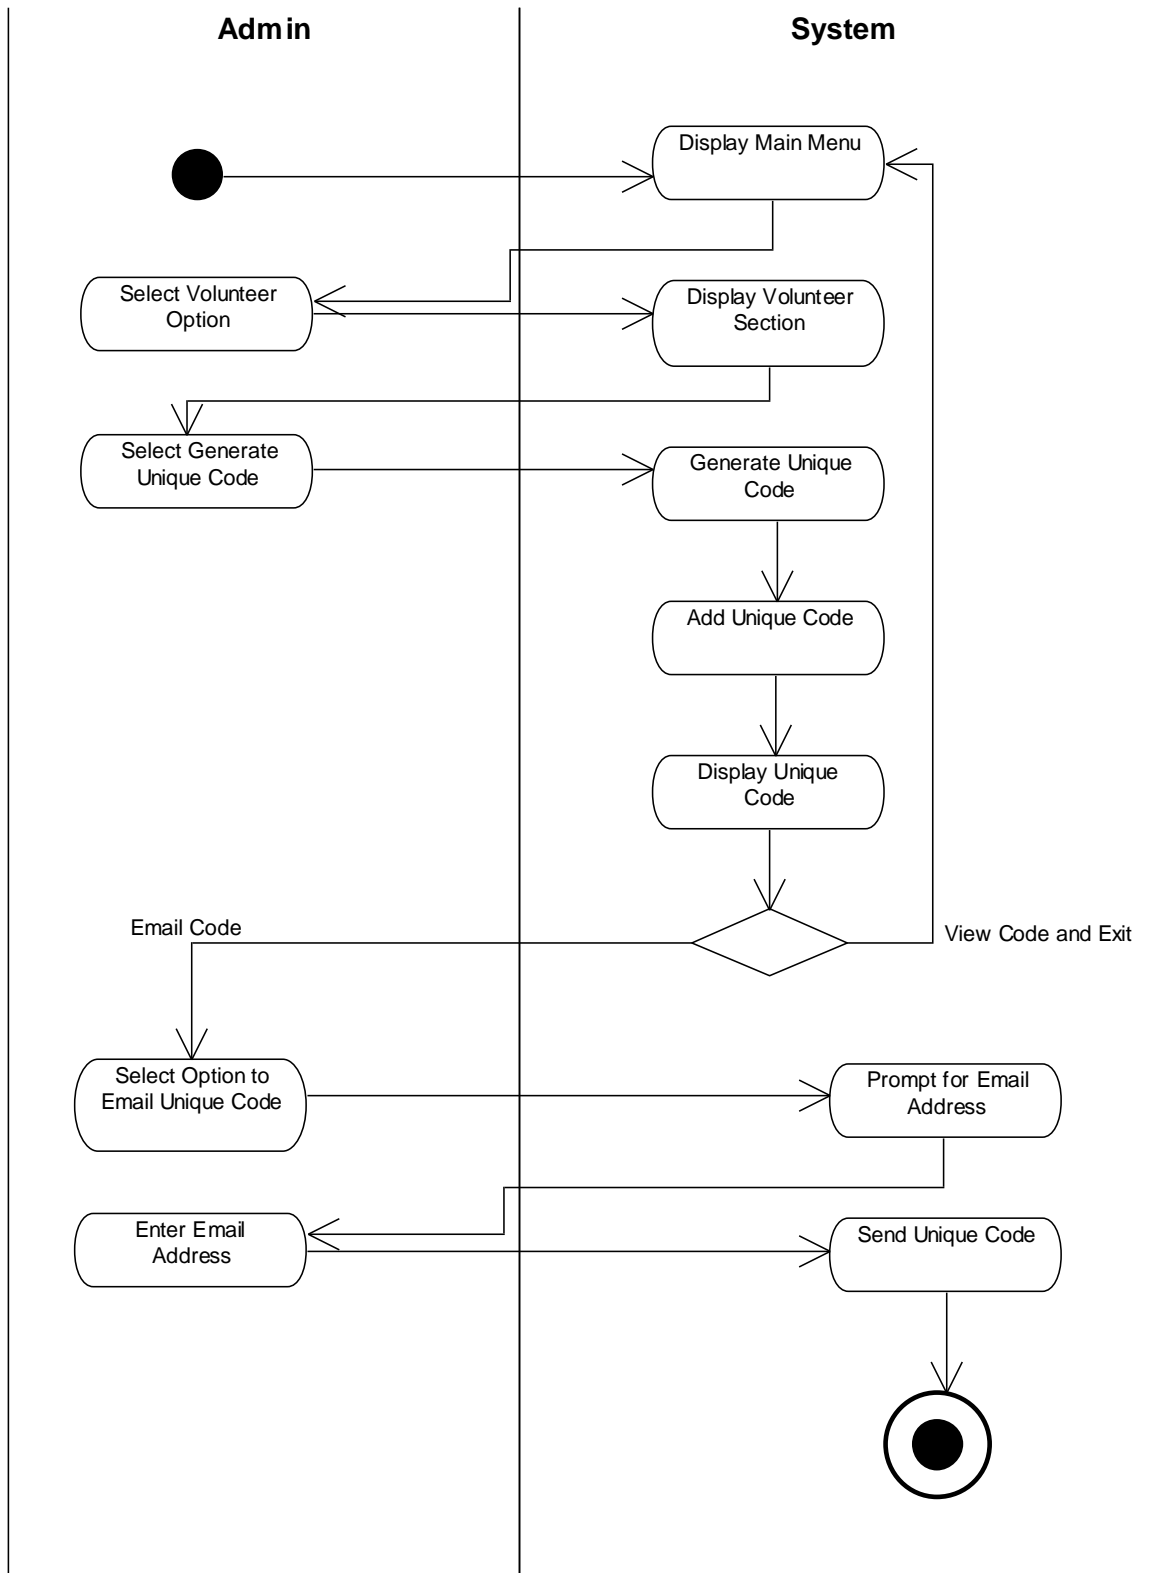 Admin
System
Display Main Menu
Select Volunteer
Option
Display Volunteer
Section
Select Generate
Unique Code
Generate Unique
Code
Add Unique Code
Display Unique
Code
Email Code
View Code and Exit
Select Option to
Email Unique Code
Prompt for Email
Address
Enter Email
Address
Send Unique Code